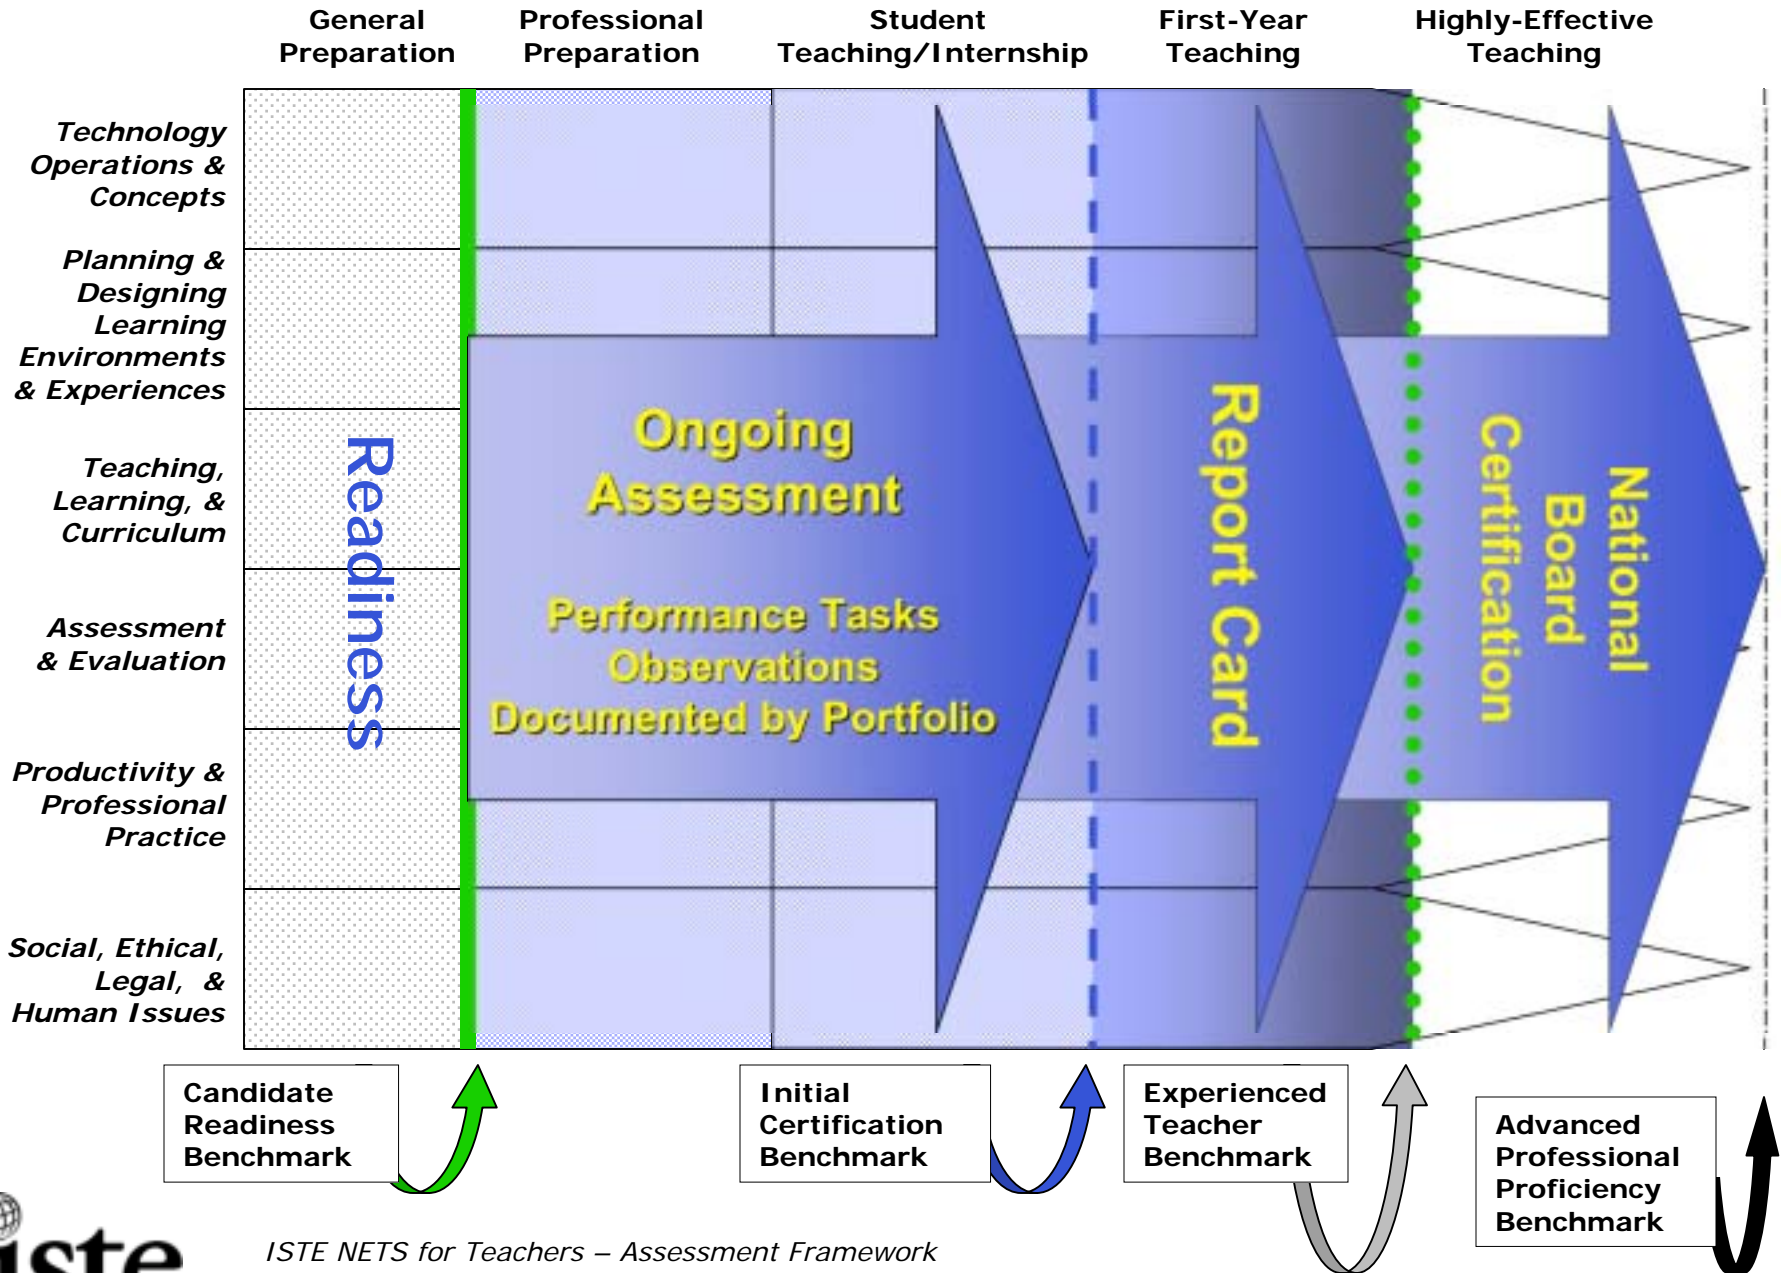 General
Preparation
Professional
Preparation
Student
Teaching/Internship
First-Year
Teaching
Highly-Effective
Teaching
Technology
Operations &
Concepts
Planning &
Designing
Learning
Environments
& Experiences
Teaching,
Learning, &
Curriculum
Assessment
& Evaluation
Productivity &
Professional
Practice
Social, Ethical,
Legal, &
Human Issues
Readiness
Ongoing
Assessment
Performance Tasks
Observations
Documented by Portfolio
Report Card
National
Board
Certification
Candidate
Readiness
Benchmark
Initial
Certification
Benchmark
Experienced
Teacher
Benchmark
Advanced
Professional
Proficiency
Benchmark
iste
ISTE NETS for Teachers – Assessment Framework